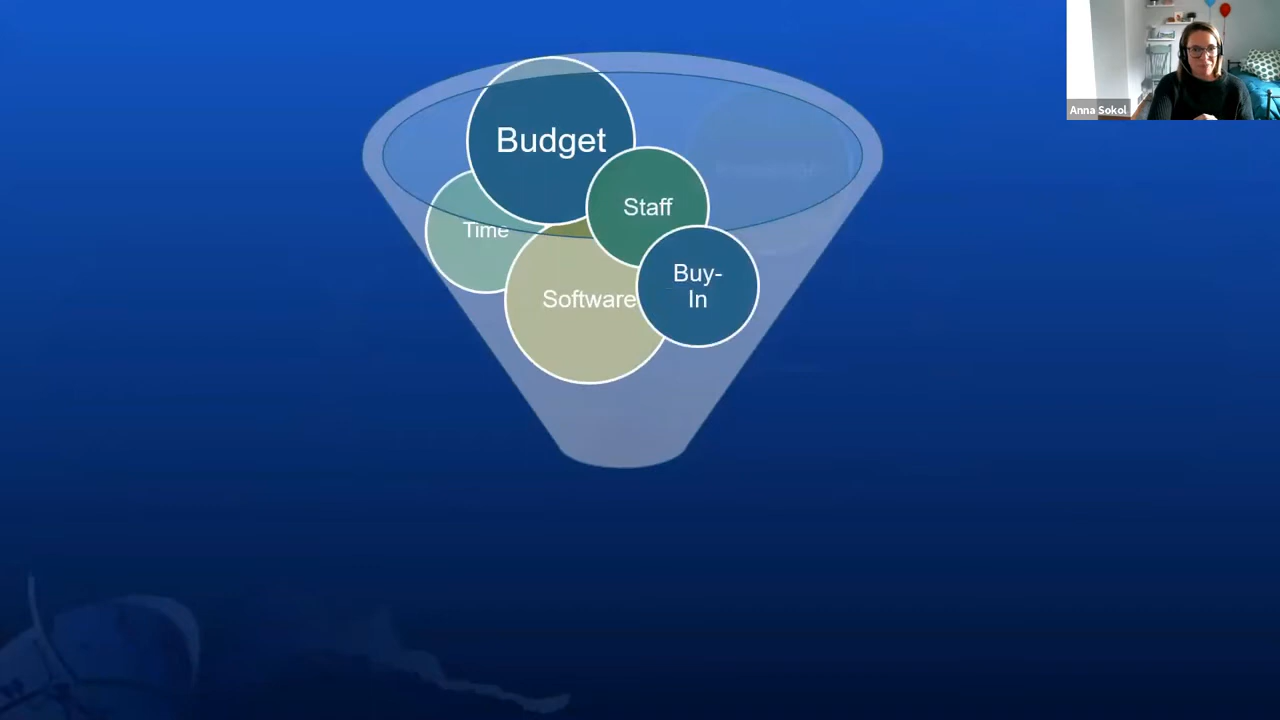 Budget
Staff
Time
Buy-
In
Software
Anna Sokol